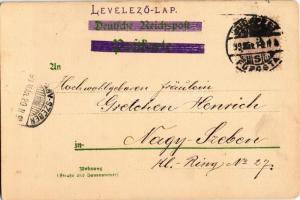 LEVELEZŐ-LAP.
Deutsche Reichspost
Postkarte
An
Hochwohlgeboren Fräulein
Gretchen Henrich
in Nagy-Szeben
Wohnung
(Straße und Hausnummer)
Kl.-Ring No 27.